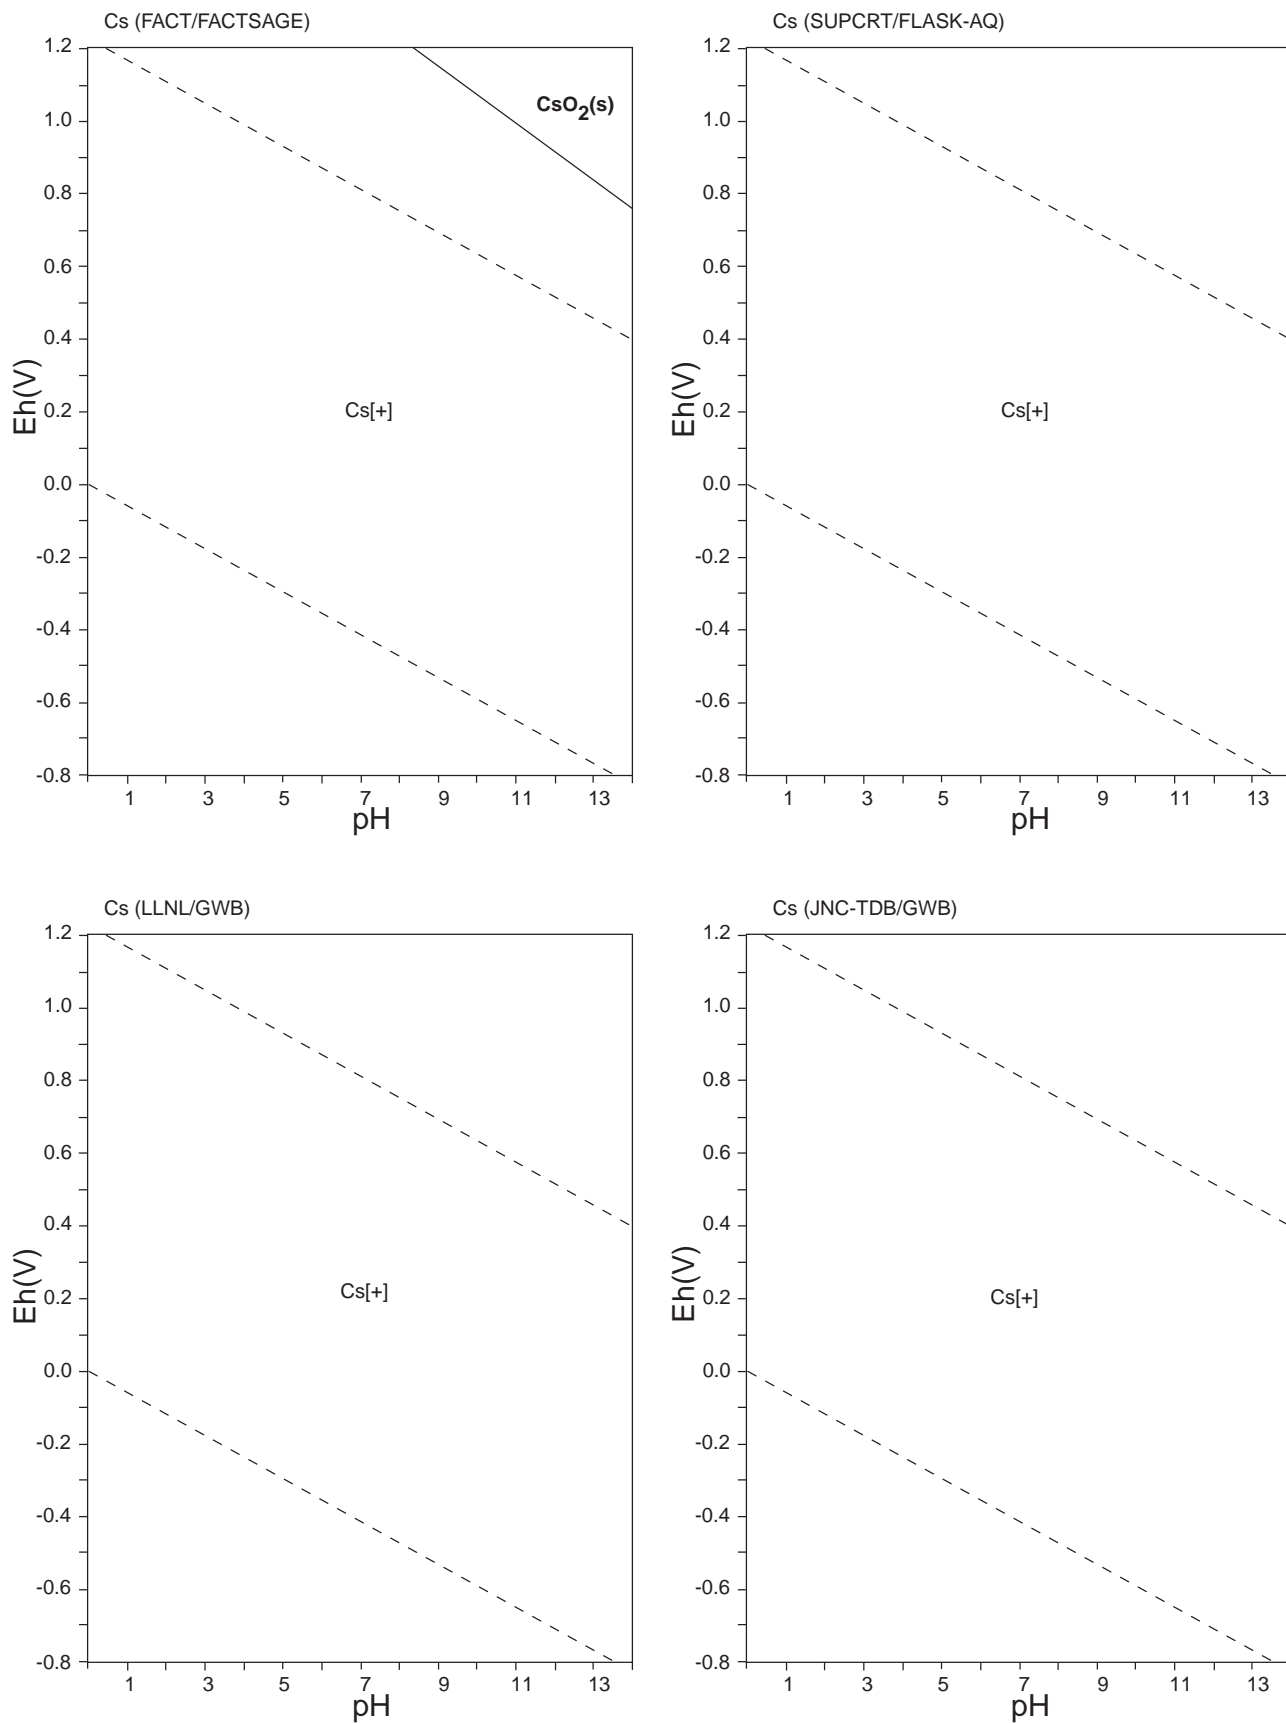 Cs (FACT/FACTSAGE)
1.2
1.0
0.8
0.6
0.4
0.2
0.0
-0.2
-0.4
-0.6
-0.8
Eh(V)
CsO2(s)
Cs[+]
1 3 5 7 9 11 13
pH
Cs (SUPCRT/FLASK-AQ)
1.2
1.0
0.8
0.6
0.4
0.2
0.0
-0.2
-0.4
-0.6
-0.8
Eh(V)
Cs[+]
1 3 5 7 9 11 13
pH
Cs (LLNL/GWB)
1.2
1.0
0.8
0.6
0.4
0.2
0.0
-0.2
-0.4
-0.6
-0.8
Eh(V)
Cs[+]
1 3 5 7 9 11 13
pH
Cs (JNC-TDB/GWB)
1.2
1.0
0.8
0.6
0.4
0.2
0.0
-0.2
-0.4
-0.6
-0.8
Eh(V)
Cs[+]
1 3 5 7 9 11 13
pH